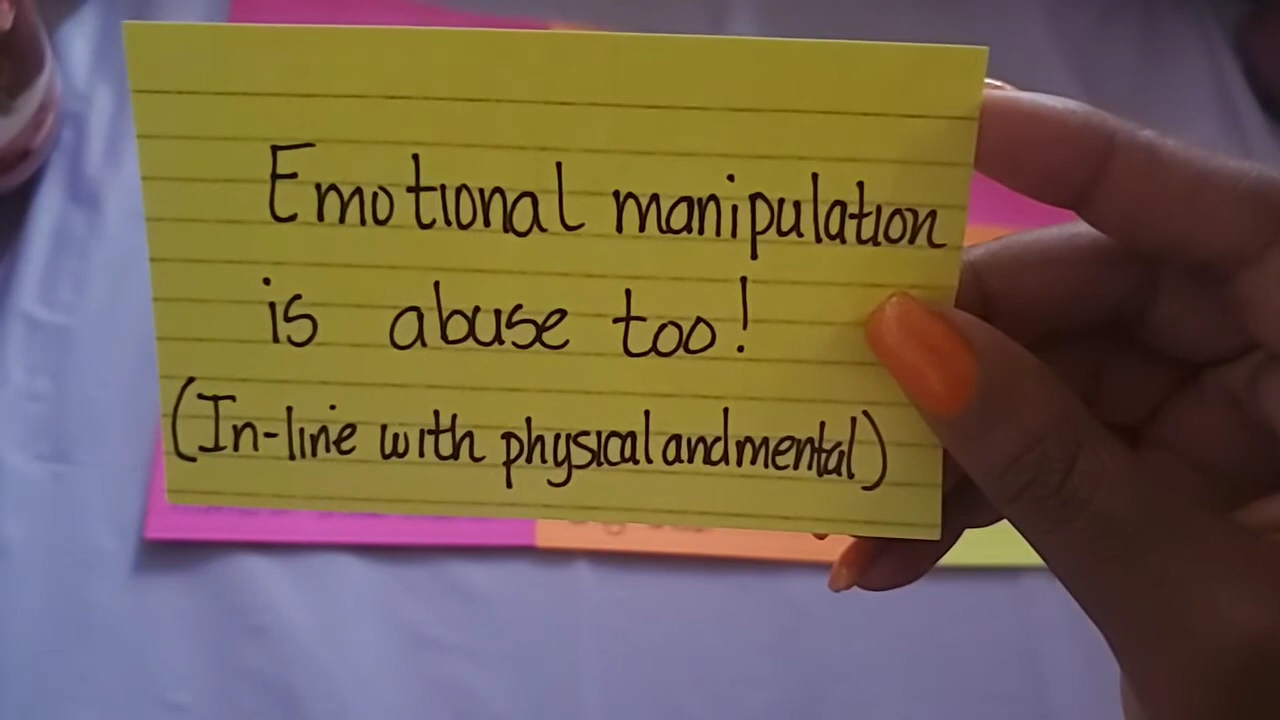 Emotional manipulation
is abuse too!
(In-line with physical and mental)